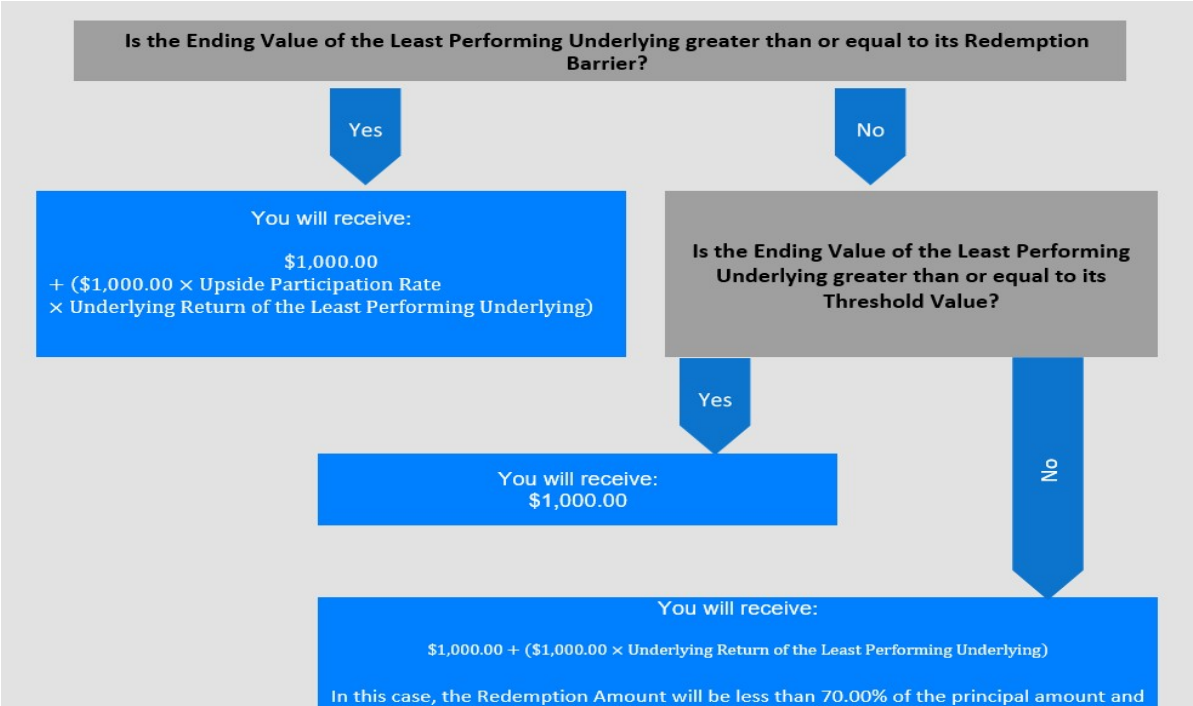 Is the Ending Value of the Least Performing Underlying greater than or equal to its Redemption
Barrier?
Yes
No
You will receive:
$1,000.00
+ ($1,000.00 × Upside Participation Rate
× Underlying Return of the Least Performing Underlying)
Is the Ending Value of the Least Performing
Underlying greater than or equal to its
Threshold Value?
Yes
No
You will receive:
$1,000.00
You will receive:
$1,000.00 + ($1,000.00 × Underlying Return of the Least Performing Underlying)
In this case, the Redemption Amount will be less than 70.00% of the principal amount and